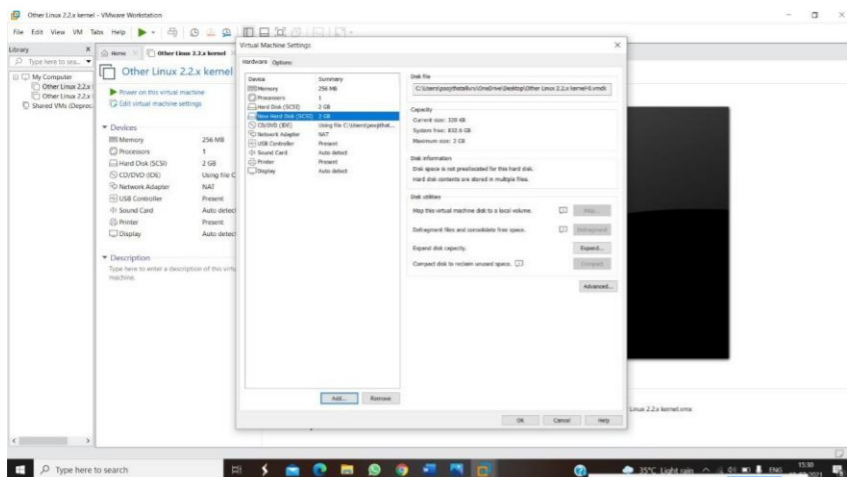 Other Linux 2.2.x kernel - VMware Workstation
File Edit View VM Tabs Help
Library
Type here to sea...
My Computer
Other Linux 2.2.x
Other Linux 2.2.x
Shared VMs (Deprec
Home
Other Linux 2.2.x kernel
Other Linux 2.2.x kernel
Power on this virtual machine
Edit virtual machine settings
Devices
Memory 256 MB
Processors 1
Hard Disk (SCSI) 2 GB
CD/DVD (IDE) Using file C
Network Adapter NAT
USB Controller Present
Sound Card Auto detect
Printer Present
Display Auto detect
Description
Type here to enter a description of this virtu
machine.
Virtual Machine Settings
Hardware Options
Device Summary
Memory 256 MB
Processors 1
Hard Disk (SCSI) 2 GB
New Hard Disk (SCSI) 2 GB
CD/DVD (IDE)
Network Adapter NAT
USB Controller Present
Sound Card Auto detect
Printer Present
Display Auto detect
Add... Remove
Disk file
Capacity
Current size: 320 KB
System free: 832.6 GB
Maximum size: 2 GB
Disk information
Disk space is not preallocated for this hard disk.
Hard disk contents are stored in multiple files.
Disk utilities
Map this virtual machine disk to a local volume. Map...
Defragment files and consolidate free space. Defragment
Expand disk capacity. Expand...
Compact disk to reclaim unused space. Compact
Advanced...
OK Cancel Help
Linux 2.2.x kernel.vmx
Type here to search
35°C Light rain
ENG
15:30